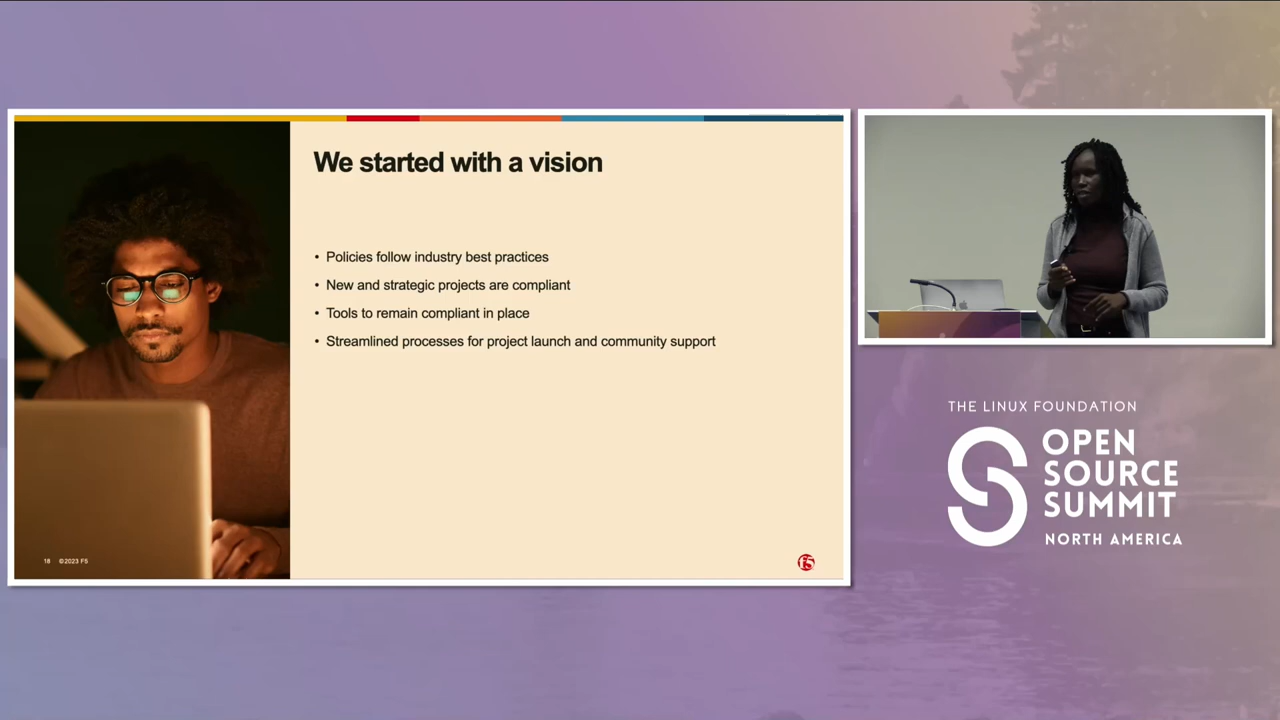 We started with a vision
• Policies follow industry best practices
• New and strategic projects are compliant
• Tools to remain compliant in place
• Streamlined processes for project launch and community support
18 ©2023 F5
f5
THE LINUX FOUNDATION
OPEN
SOURCE
SUMMIT
NORTH AMERICA